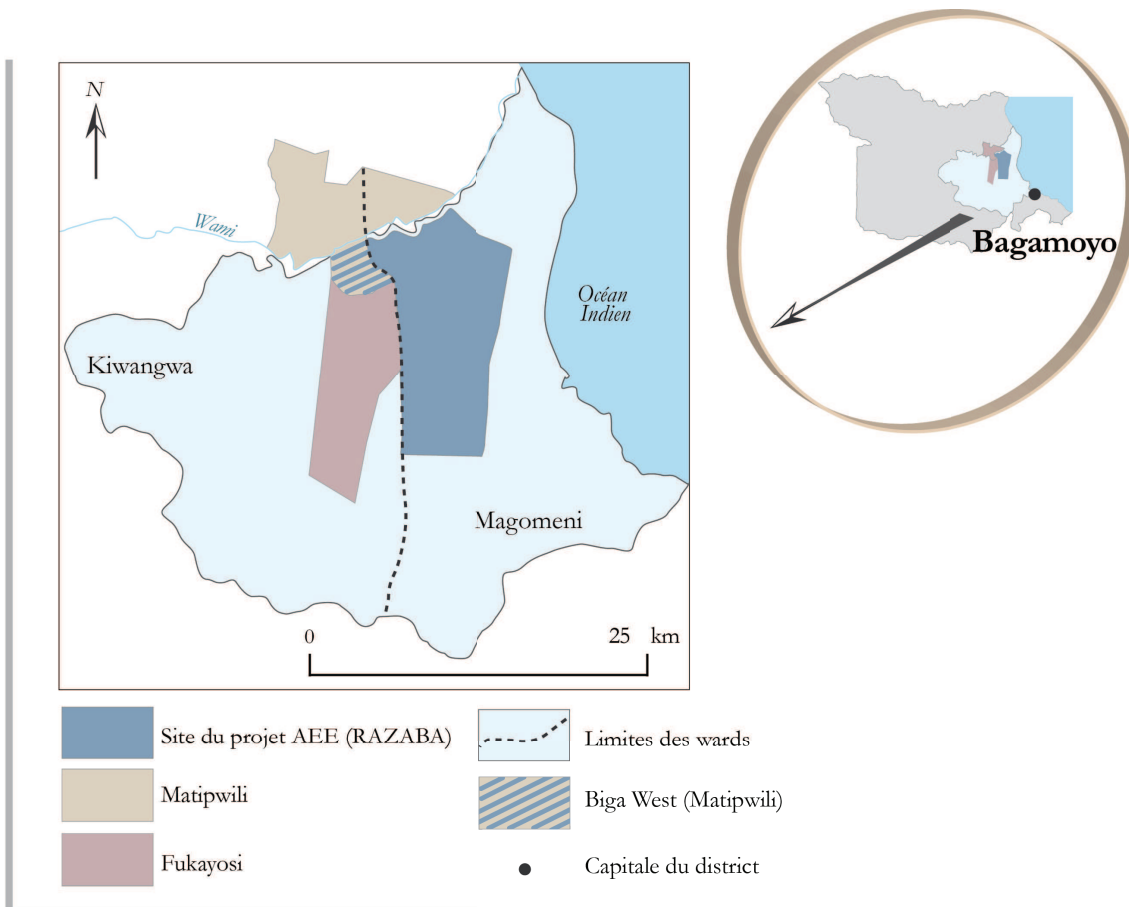 N
Wami
Océan
Indien
Kiwangwa
Magomeni
0 25 km
Bagamoyo
Site du projet AEE (RAZABA)
Matipwili
Fukayosi
Limites des wards
Biga West (Matipwili)
Capitale du district